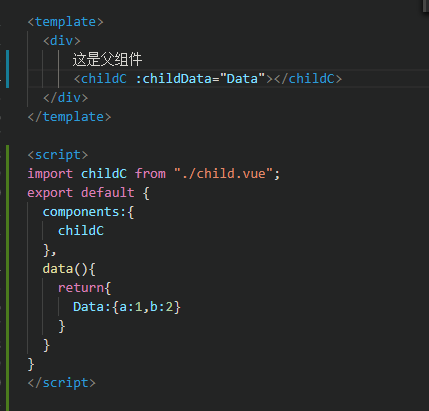 <template>
<div>
这是父组件
<childC :childData="Data"></childC>
</div>
</template>
<script>
import childC from "./child.vue";
export default {
components:{
childC
},
data(){
return{
Data:{a:1,b:2}
}
}
}
</script>